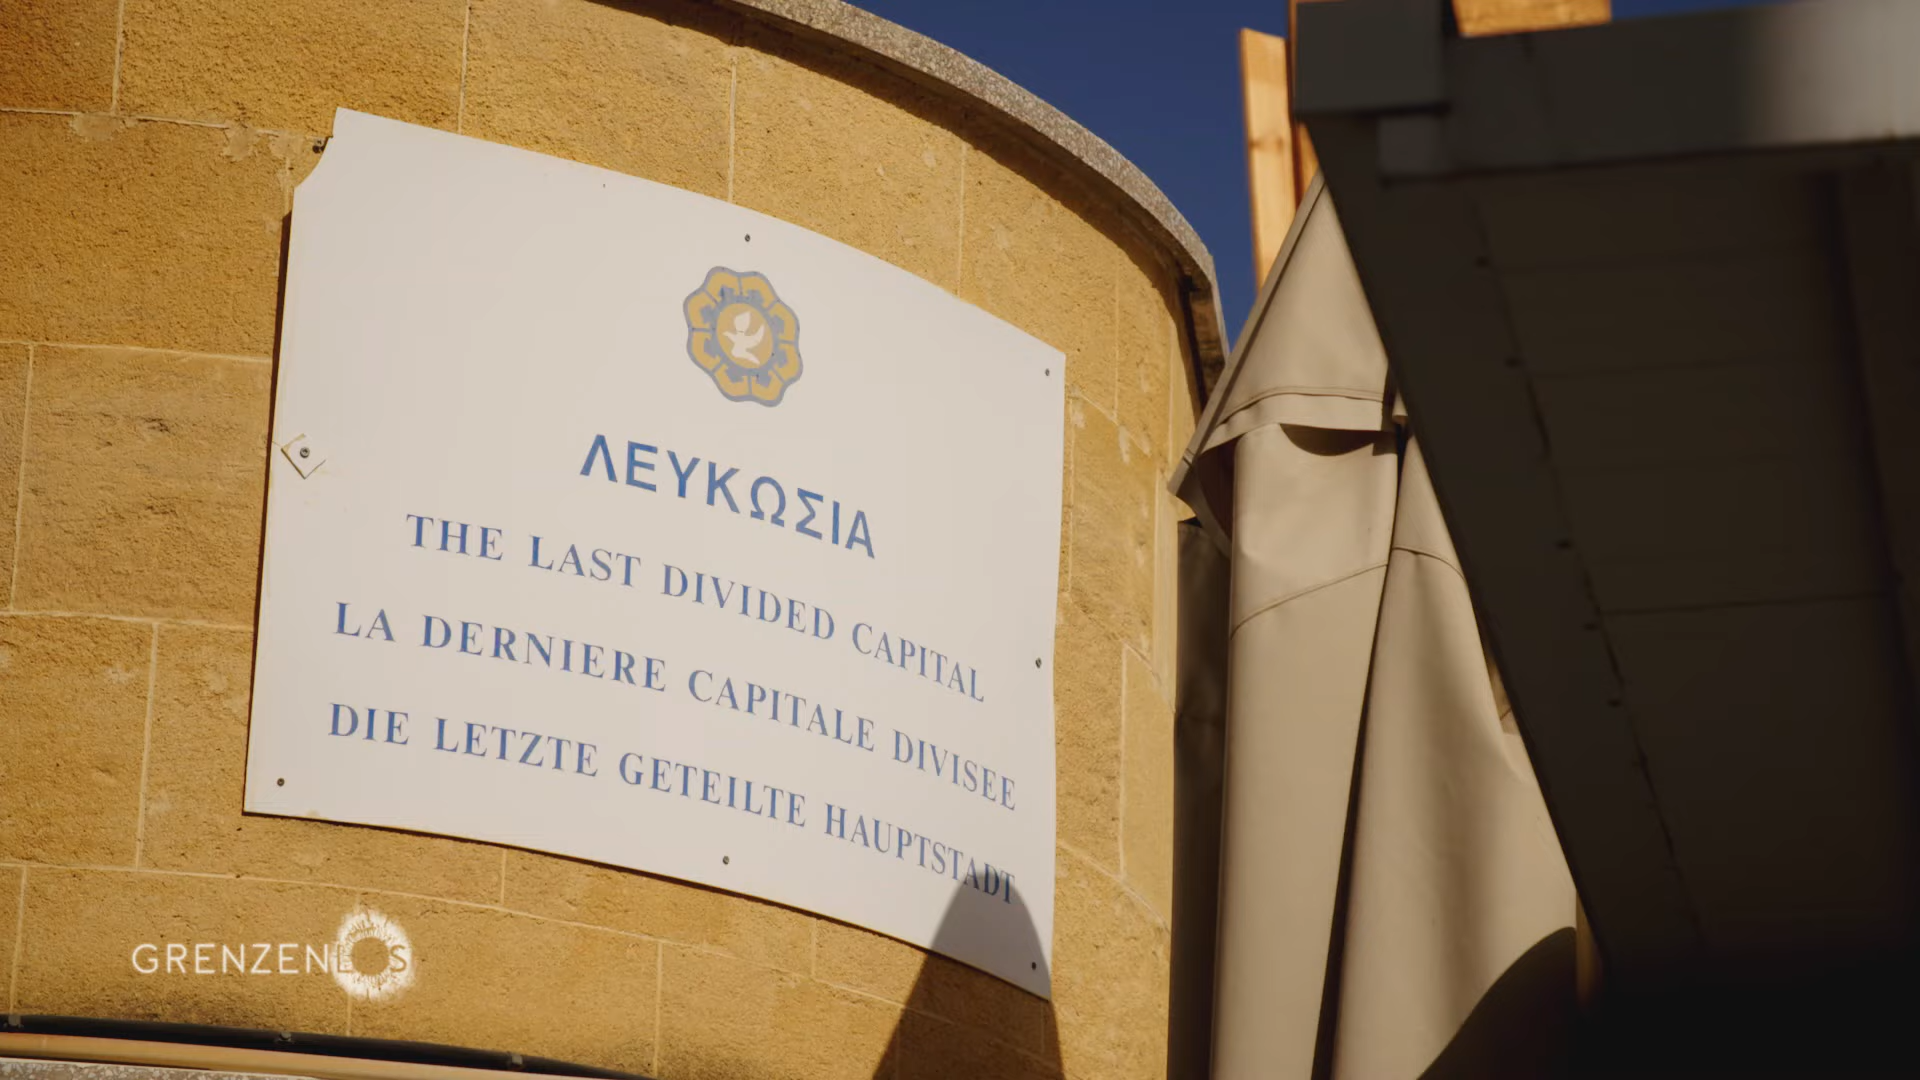 ΛΕΥΚΩΣΙΑ
THE LAST DIVIDED CAPITAL
LA DERNIERE CAPITALE DIVISEE
DIE LETZTE GETEILTE HAUPTSTADT
GRENZENLOS